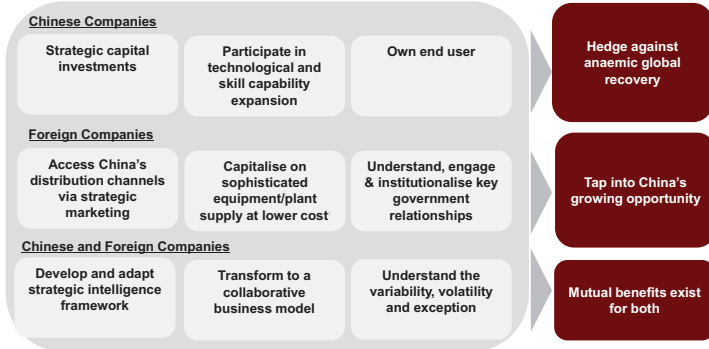 Chinese Companies
Strategic capital
investments
Participate in
technological and
skill capability
expansion
Own end user
Hedge against
anaemic global
recovery
Foreign Companies
Access China's
distribution channels
via strategic
marketing
Capitalise on
sophisticated
equipment/plant
supply at lower cost
Understand, engage
& institutionalise key
government
relationships
Tap into China's
growing opportunity
Chinese and Foreign Companies
Develop and adapt
strategic intelligence
framework
Transform to a
collaborative
business model
Understand the
variability, volatility
and exception
Mutual benefits exist
for both